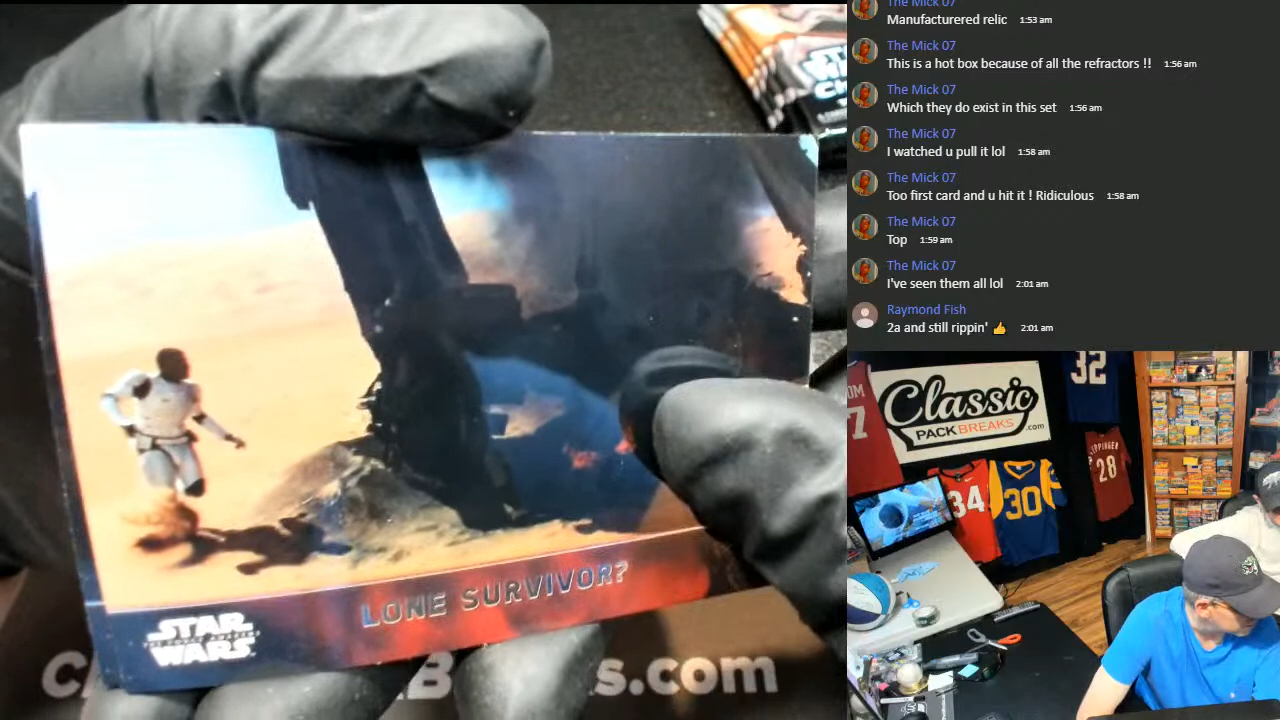 The Mick 07
Manufacturered relic 1:53 am
The Mick 07
This is a hot box because of all the refractors !! 1:56 am
The Mick 07
Which they do exist in this set 1:56 am
The Mick 07
I watched u pull it lol 1:58 am
The Mick 07
Too first card and u hit it ! Ridiculous 1:58 am
The Mick 07
Top 1:59 am
The Mick 07
I've seen them all lol 2:01 am
Raymond Fish
2a and still rippin' 👍 2:01 am
LONE SURVIVOR?
STAR
WARS
STAR
Classic
PACK BREAKS
.com
32
34
30
28
7
s.com